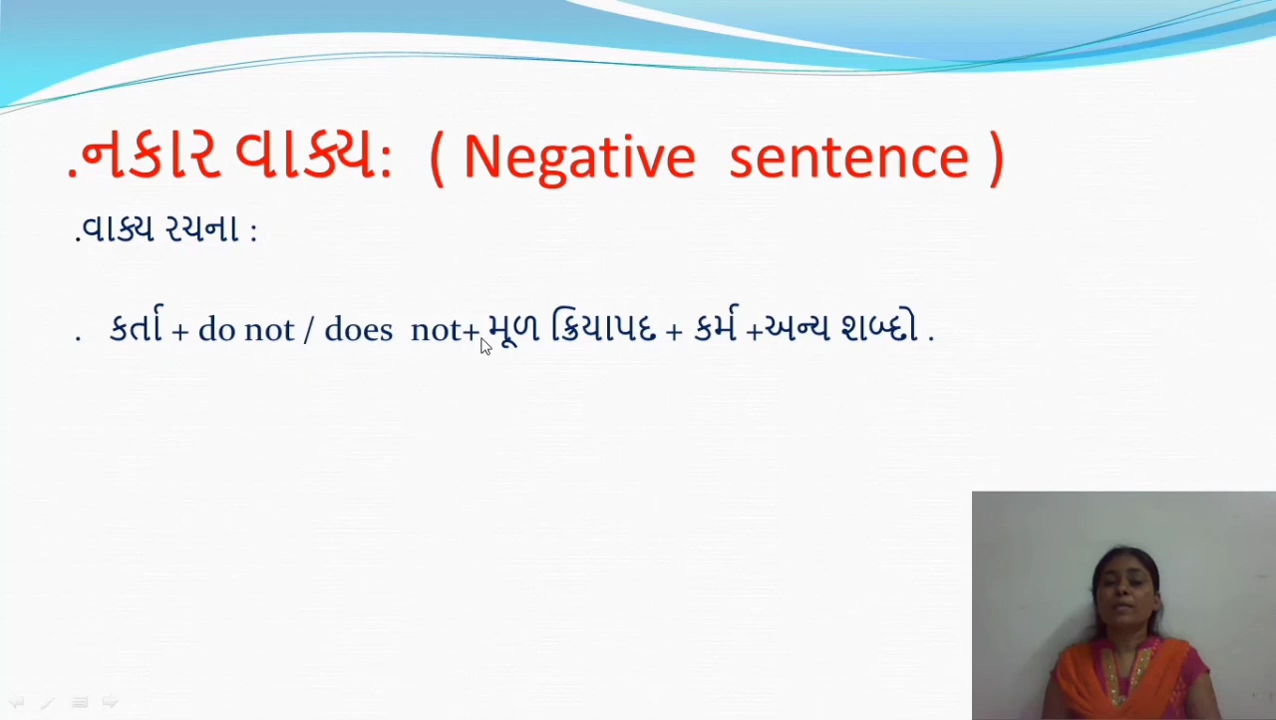 .નકાર વાક્ય: ( Negative sentence )
.વાક્ય રચના :
. કર્તા + do not / does not+ મૂળ ક્રિયાપદ + કર્મ +અન્ય શબ્દો .